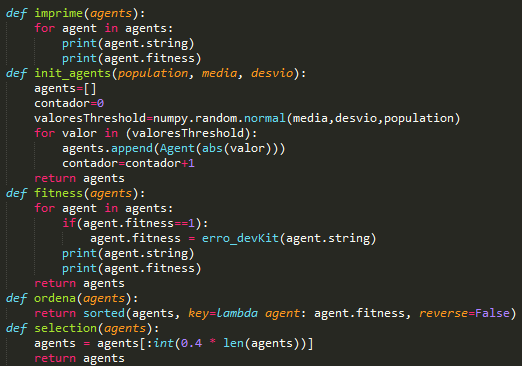 def imprime(agents):
    for agent in agents:
        print(agent.string)
        print(agent.fitness)
def init_agents(population, media, desvio):
    agents=[]
    contador=0
    valoresThreshold=numpy.random.normal(media,desvio,population)
    for valor in (valoresThreshold):
        agents.append(Agent(abs(valor)))
        contador=contador+1
    return agents
def fitness(agents):
    for agent in agents:
        if(agent.fitness==1):
            agent.fitness = erro_devKit(agent.string)
        print(agent.string)
        print(agent.fitness)
    return agents
def ordena(agents):
    return sorted(agents, key=lambda agent: agent.fitness, reverse=False)
def selection(agents):
    agents = agents[:int(0.4 * len(agents))]
    return agents